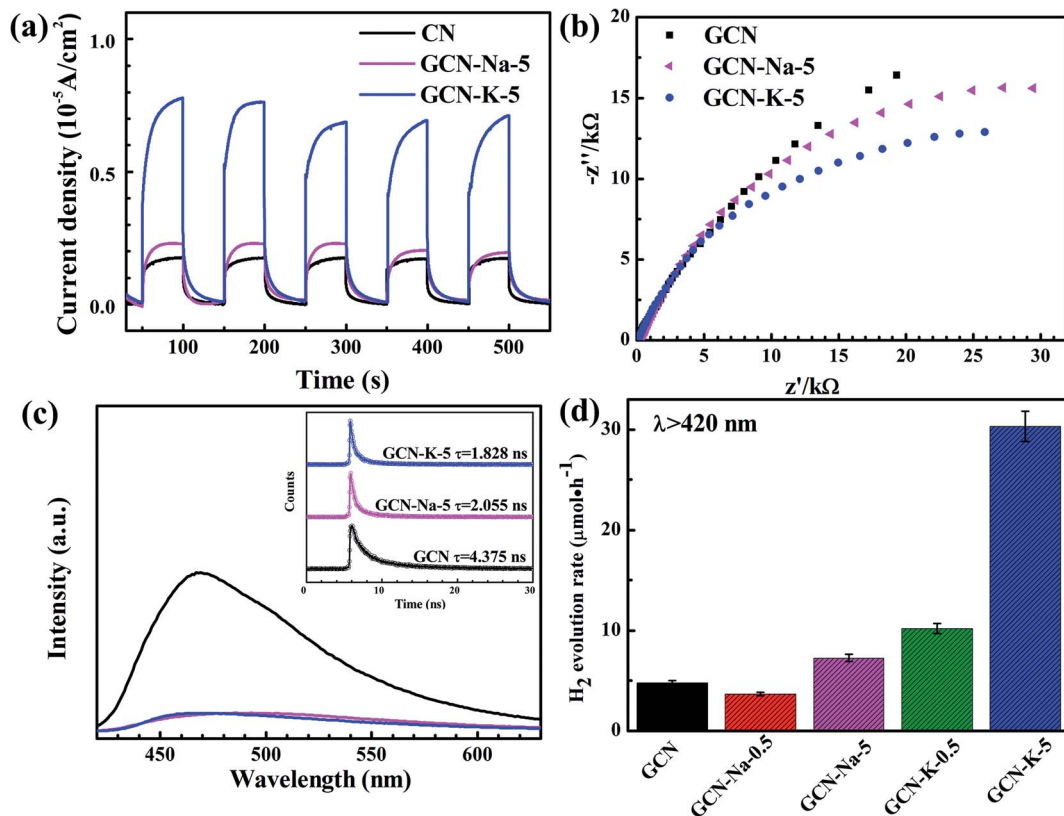 (a)
CN
GCN-Na-5
GCN-K-5
1.0
0.5
0.0
Current density (10⁻⁵A/cm²)
100 200 300 400 500
Time (s)
(b)
GCN
GCN-Na-5
GCN-K-5
20
15
10
5
0
-z''/kΩ
0 5 10 15 20 25 30
z'/kΩ
(c)
GCN-K-5 τ=1.828 ns
GCN-Na-5 τ=2.055 ns
GCN τ=4.375 ns
Counts
0 10 20 30
Time (ns)
Intensity (a.u.)
450 500 550 600
Wavelength (nm)
(d)
λ>420 nm
30
20
10
0
H₂ evolution rate (μmol•h⁻¹)
GCN
GCN-Na-0.5
GCN-Na-5
GCN-K-0.5
GCN-K-5